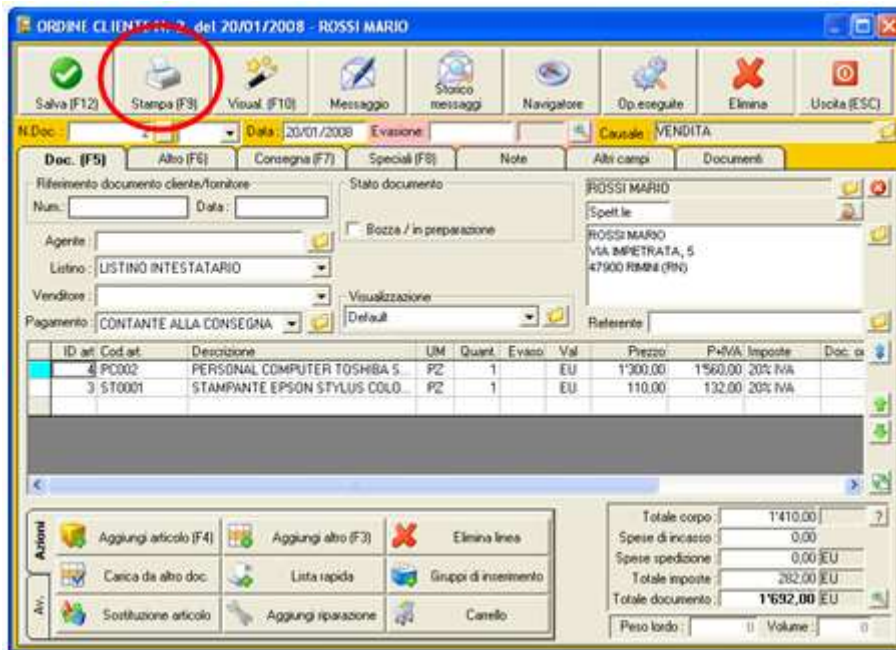 ORDINE CLIENTE Nr. 2 del 20/01/2008 - ROSSI MARIO
Salva (F12) Stampa (F9) Visual. (F10) Messaggio Storico messaggi Navigatore Op.eseguite Elimina Uscita (ESC)
N.Doc.: 2 Data: 20/01/2008 Evasione: Causale: VENDITA
Doc. (F5) Altro (F6) Consegna (F7) Speciali (F8) Note Altri campi Documenti
Riferimento documento cliente/fornitore Stato documento ROSSI MARIO
Num.: Data: Spett.le
Bozza / in preparazione
ROSSI MARIO
Agente: VIA IMPIETRATA, 5
Listino: LISTINO INTESTATARIO 47900 RIMINI (RN)
Venditore: Visualizzazione
Pagamento: CONTANTE ALLA CONSEGNA Default Referente
ID art Cod.art. Descrizione UM Quant. Evaso Val Prezzo P+IVA Imposte
4 PC002 PERSONAL COMPUTER TOSHIBA S... PZ 1 EU 1'300,00 1'560,00 20% IVA
3 ST0001 STAMPANTE EPSON STYLUS COLO... PZ 1 EU 110,00 132,00 20% IVA
Azioni
Av.
Aggiungi articolo (F4) Aggiungi altro (F3) Elimina linea
Carica da altro doc. Lista rapida Gruppi di inserimento
Sostituzione articolo Aggiungi riparazione Carrello
Totale corpo: 1'410,00 ?
Spese di incasso: 0,00
Spese spedizione: 0,00 EU
Totale imposte: 282,00 EU
Totale documento: 1'692,00 EU
Peso lordo: 0 Volume: 0